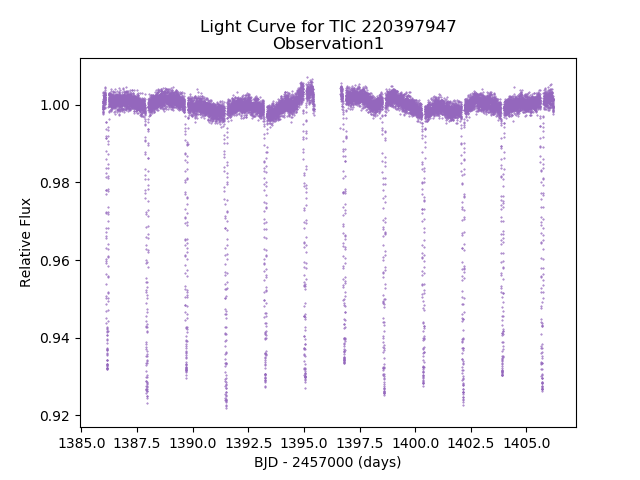 Light Curve for TIC 220397947
Observation1
1.00
0.98
0.96
0.94
0.92
Relative Flux
1385.0 1387.5 1390.0 1392.5 1395.0 1397.5 1400.0 1402.5 1405.0
BJD - 2457000 (days)